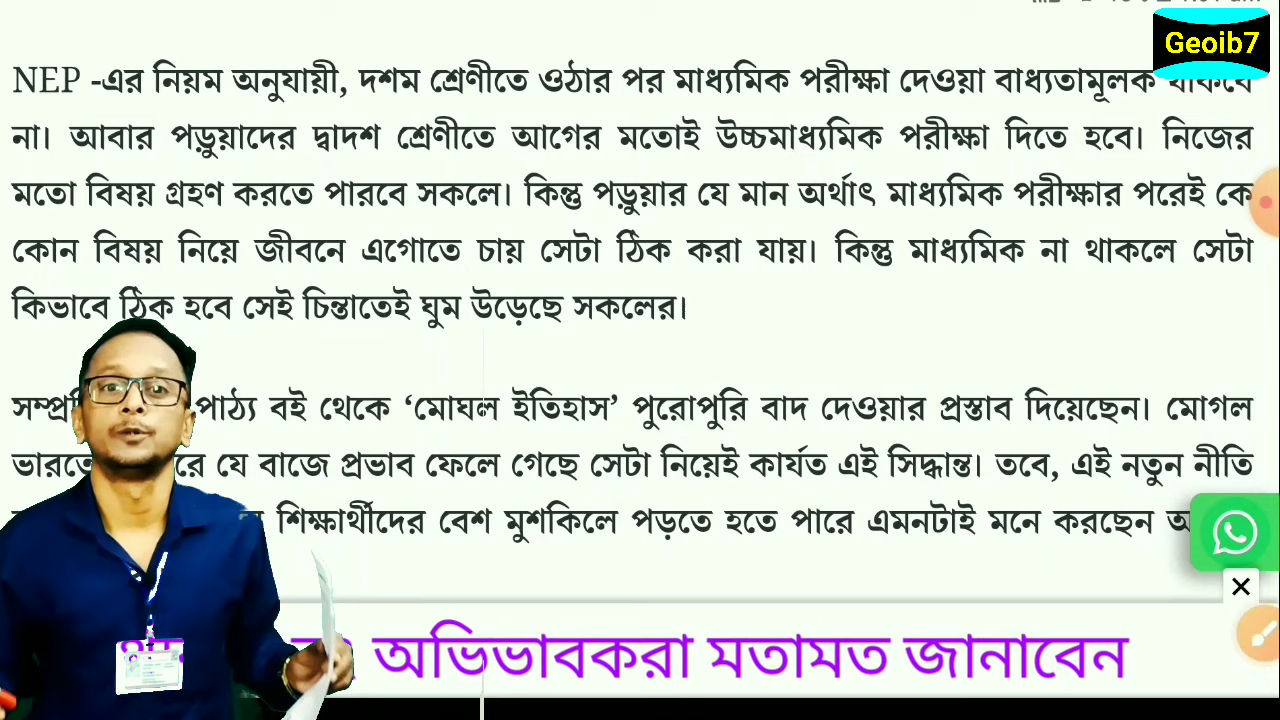 Geoib7
NEP -এর নিয়ম অনুযায়ী, দশম শ্রেণীতে ওঠার পর মাধ্যমিক পরীক্ষা দেওয়া বাধ্যতামূলক থাকবে
না। আবার পড়ুয়াদের দ্বাদশ শ্রেণীতে আগের মতোই উচ্চমাধ্যমিক পরীক্ষা দিতে হবে। নিজের
মতো বিষয় গ্রহণ করতে পারবে সকলে। কিন্তু পড়ুয়ার যে মান অর্থাৎ মাধ্যমিক পরীক্ষার পরেই কে
কোন বিষয় নিয়ে জীবনে এগোতে চায় সেটা ঠিক করা যায়। কিন্তু মাধ্যমিক না থাকলে সেটা
কিভাবে ঠিক হবে সেই চিন্তাতেই ঘুম উড়েছে সকলের।
পাঠ্য বই থেকে ‘মোঘল ইতিহাস’ পুরোপুরি বাদ দেওয়ার প্রস্তাব দিয়েছেন। মোগল
যে বাজে প্রভাব ফেলে গেছে সেটা নিয়েই কার্যত এই সিদ্ধান্ত। তবে, এই নতুন নীতি
শিক্ষার্থীদের বেশ মুশকিলে পড়তে হতে পারে এমনটাই মনে করছেন
অভিভাবকরা মতামত জানাবেন